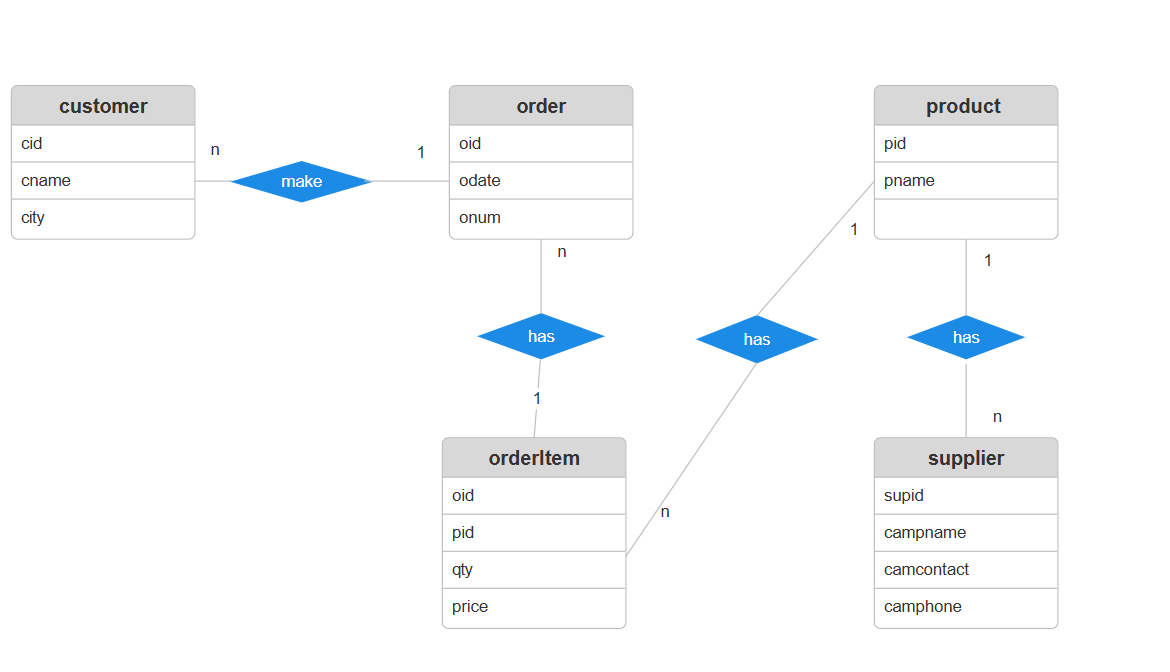 customer
cid
cname
city
n
make
1
order
oid
odate
onum
n
has
1
orderItem
oid
pid
qty
price
n
has
1
product
pid
pname
1
has
n
supplier
supid
campname
camcontact
camphone